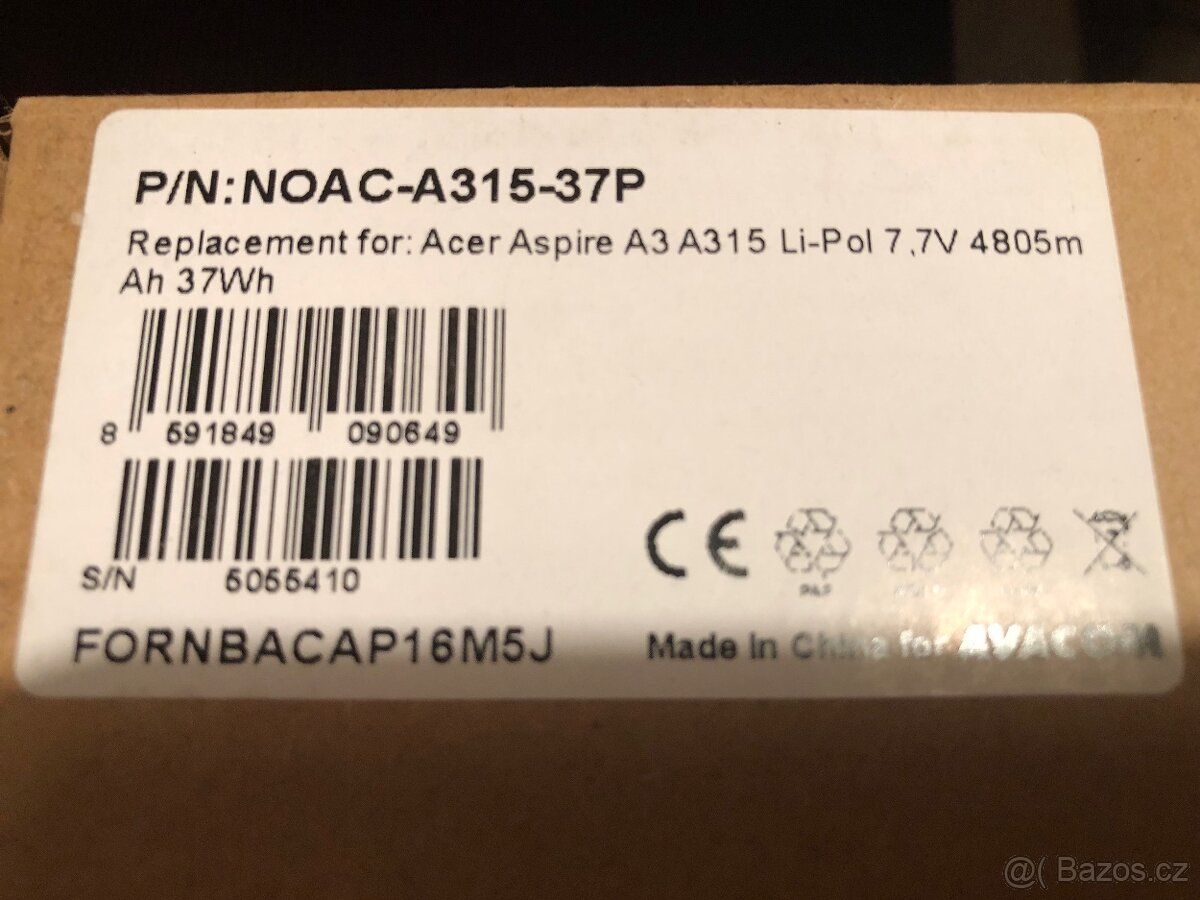 P/N:NOAC-A315-37P
Replacement for: Acer Aspire A3 A315 Li-Pol 7,7V 4805m
Ah 37Wh
8 591849 090649
S/N 5055410
FORNBACAP16M5J
CE
Made in China for AVACOM
@( Bazos.cz